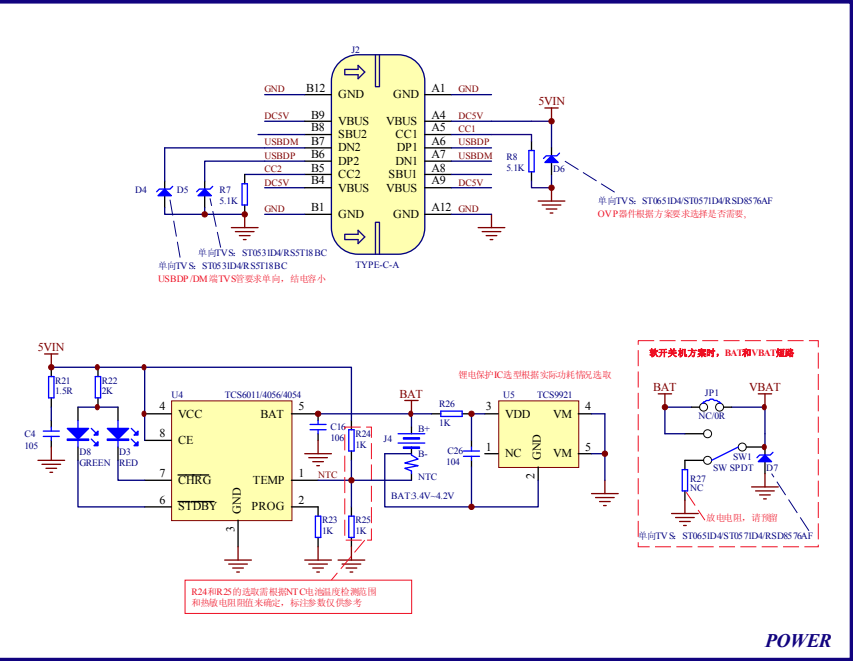 J2
GND B12 GND GND A1 GND
DC5V B9 VBUS VBUS A4 DC5V 5VIN
B8 SBU2 CC1 A5 CC1
USBDM B7 DN2 DP1 A6 USBDP
USBDP B6 DP2 DN1 A7 USBDM
CC2 B5 CC2 SBU1 A8
DC5V B4 VBUS VBUS A9 DC5V
GND B1 GND GND A12 GND
TYPE-C-A
D4 D5 R7
5.1K
R8
5.1K
D6
单向TVS: ST0651D4/ST0571D4/RSD8576AF
OVP器件根据方案要求选择是否需要,
单向TVS: ST0531D4/RS5T18BC
单向TVS: ST0531D4/RS5T18BC
USBDP/DM 端TVS管要求单向, 结电容小
5VIN
R21
1.5R
R22
2K
C4
105
D8
GREEN
D3
RED
U4 TCS6011/4056/4054
4 VCC BAT 5
8 CE
7 CHRG TEMP 1 NTC
6 STDBY PROG 2
GND
3
C16
106
R24
1K
R23
1K
R25
1K
BAT
J4
B+
B-
NTC
BAT:3.4V~4.2V
R26
1K
C26
104
锂电保护IC选型根据实际功耗情况选取
U5 TCS9921
3 VDD VM 4
1 NC VM 5
GND
2
R24和R25的选取需根据NTC电池温度检测范围
和热敏电阻阻值来确定, 标注参数仅供参考
软开关机方案时, BAT和VBAT短路
BAT JP1 VBAT
NC/0R
SW1
SW SPDT
D7
R27
NC
放电电阻, 请预留
单向TVS: ST0651D4/ST0571D4/RSD8576AF
POWER